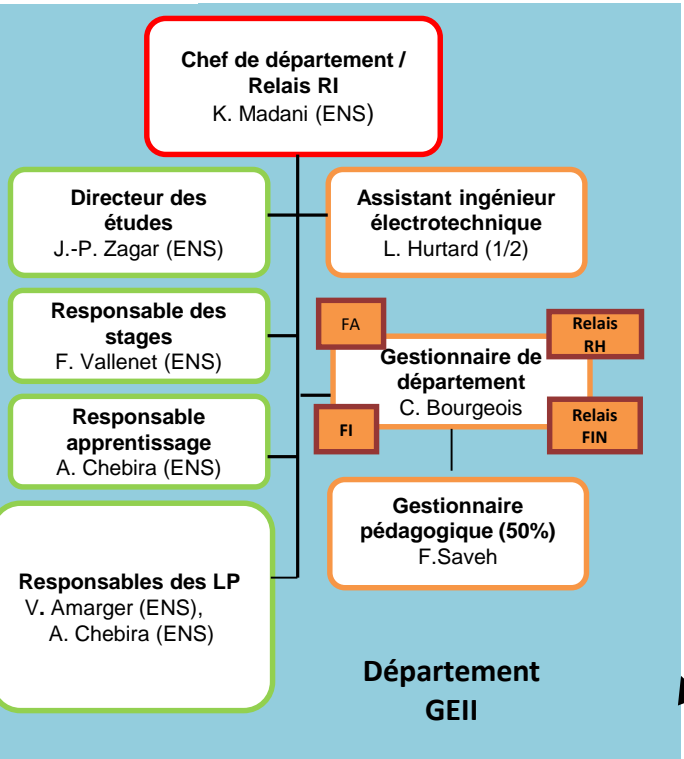 Chef de département /
Relais RI
K. Madani (ENS)
Directeur des
études
J.-P. Zagar (ENS)
Assistant ingénieur
électrotechnique
L. Hurtard (1/2)
Responsable des
stages
F. Vallenet (ENS)
FA
Relais
RH
Gestionnaire de
département
C. Bourgeois
FI
Relais
FIN
Responsable
apprentissage
A. Chebira (ENS)
Gestionnaire
pédagogique (50%)
F.Saveh
Responsables des LP
V. Amarger (ENS),
A. Chebira (ENS)
Département
GEII